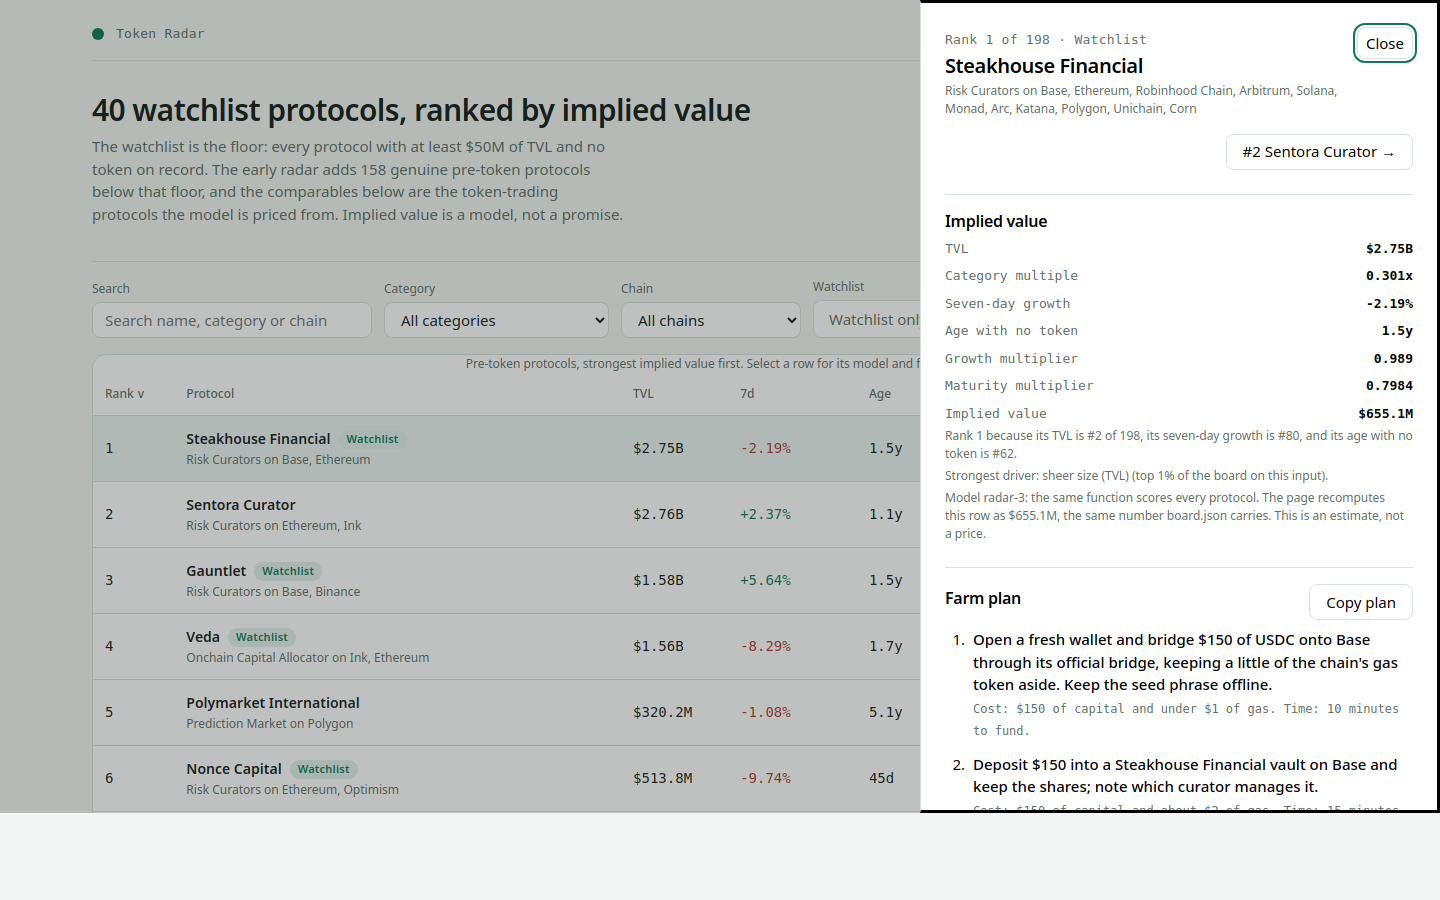 Token Radar
40 watchlist protocols, ranked by implied value
The watchlist is the floor: every protocol with at least $50M of TVL and no
token on record. The early radar adds 158 genuine pre-token protocols
below that floor, and the comparables below are the token-trading
protocols the model is priced from. Implied value is a model, not a promise.
Search
Category
Chain
Watchlist
Search name, category or chain
All categories
All chains
Watchlist onl
Pre-token protocols, strongest implied value first. Select a row for its model and f
Rank v Protocol TVL 7d Age
1 Steakhouse Financial Watchlist $2.75B -2.19% 1.5y
Risk Curators on Base, Ethereum
2 Sentora Curator $2.76B +2.37% 1.1y
Risk Curators on Ethereum, Ink
3 Gauntlet Watchlist $1.58B +5.64% 1.5y
Risk Curators on Base, Binance
4 Veda Watchlist $1.56B -8.29% 1.7y
Onchain Capital Allocator on Ink, Ethereum
5 Polymarket International $320.2M -1.08% 5.1y
Prediction Market on Polygon
6 Nonce Capital Watchlist $513.8M -9.74% 45d
Risk Curators on Ethereum, Optimism
Rank 1 of 198 · Watchlist
Close
Steakhouse Financial
Risk Curators on Base, Ethereum, Robinhood Chain, Arbitrum, Solana,
Monad, Arc, Katana, Polygon, Unichain, Corn
#2 Sentora Curator →
Implied value
TVL $2.75B
Category multiple 0.301x
Seven-day growth -2.19%
Age with no token 1.5y
Growth multiplier 0.989
Maturity multiplier 0.7984
Implied value $655.1M
Rank 1 because its TVL is #2 of 198, its seven-day growth is #80, and its age with no
token is #62.
Strongest driver: sheer size (TVL) (top 1% of the board on this input).
Model radar-3: the same function scores every protocol. The page recomputes
this row as $655.1M, the same number board.json carries. This is an estimate, not
a price.
Farm plan
Copy plan
1. Open a fresh wallet and bridge $150 of USDC onto Base
through its official bridge, keeping a little of the chain's gas
token aside. Keep the seed phrase offline.
Cost: $150 of capital and under $1 of gas. Time: 10 minutes
to fund.
2. Deposit $150 into a Steakhouse Financial vault on Base and
keep the shares; note which curator manages it.
Cost: $150 of capital and about $2 of gas. Time: 15 minutes